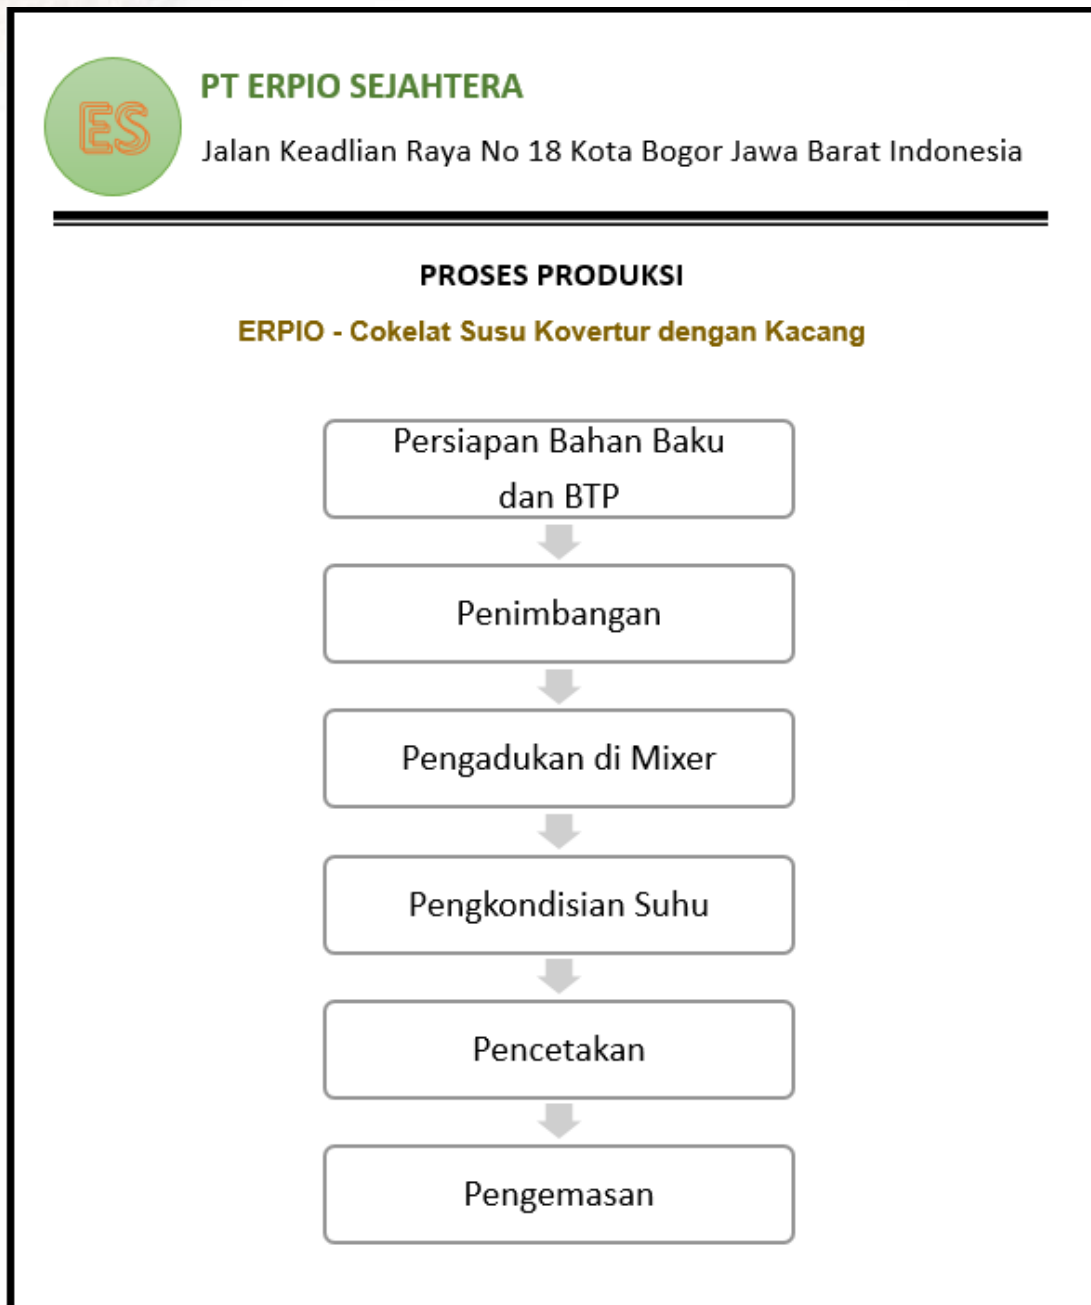 ES
PT ERPIO SEJAHTERA
Jalan Keadlian Raya No 18 Kota Bogor Jawa Barat Indonesia
PROSES PRODUKSI
ERPIO - Cokelat Susu Kovertur dengan Kacang
Persiapan Bahan Baku
dan BTP
Penimbangan
Pengadukan di Mixer
Pengkondisian Suhu
Pencetakan
Pengemasan